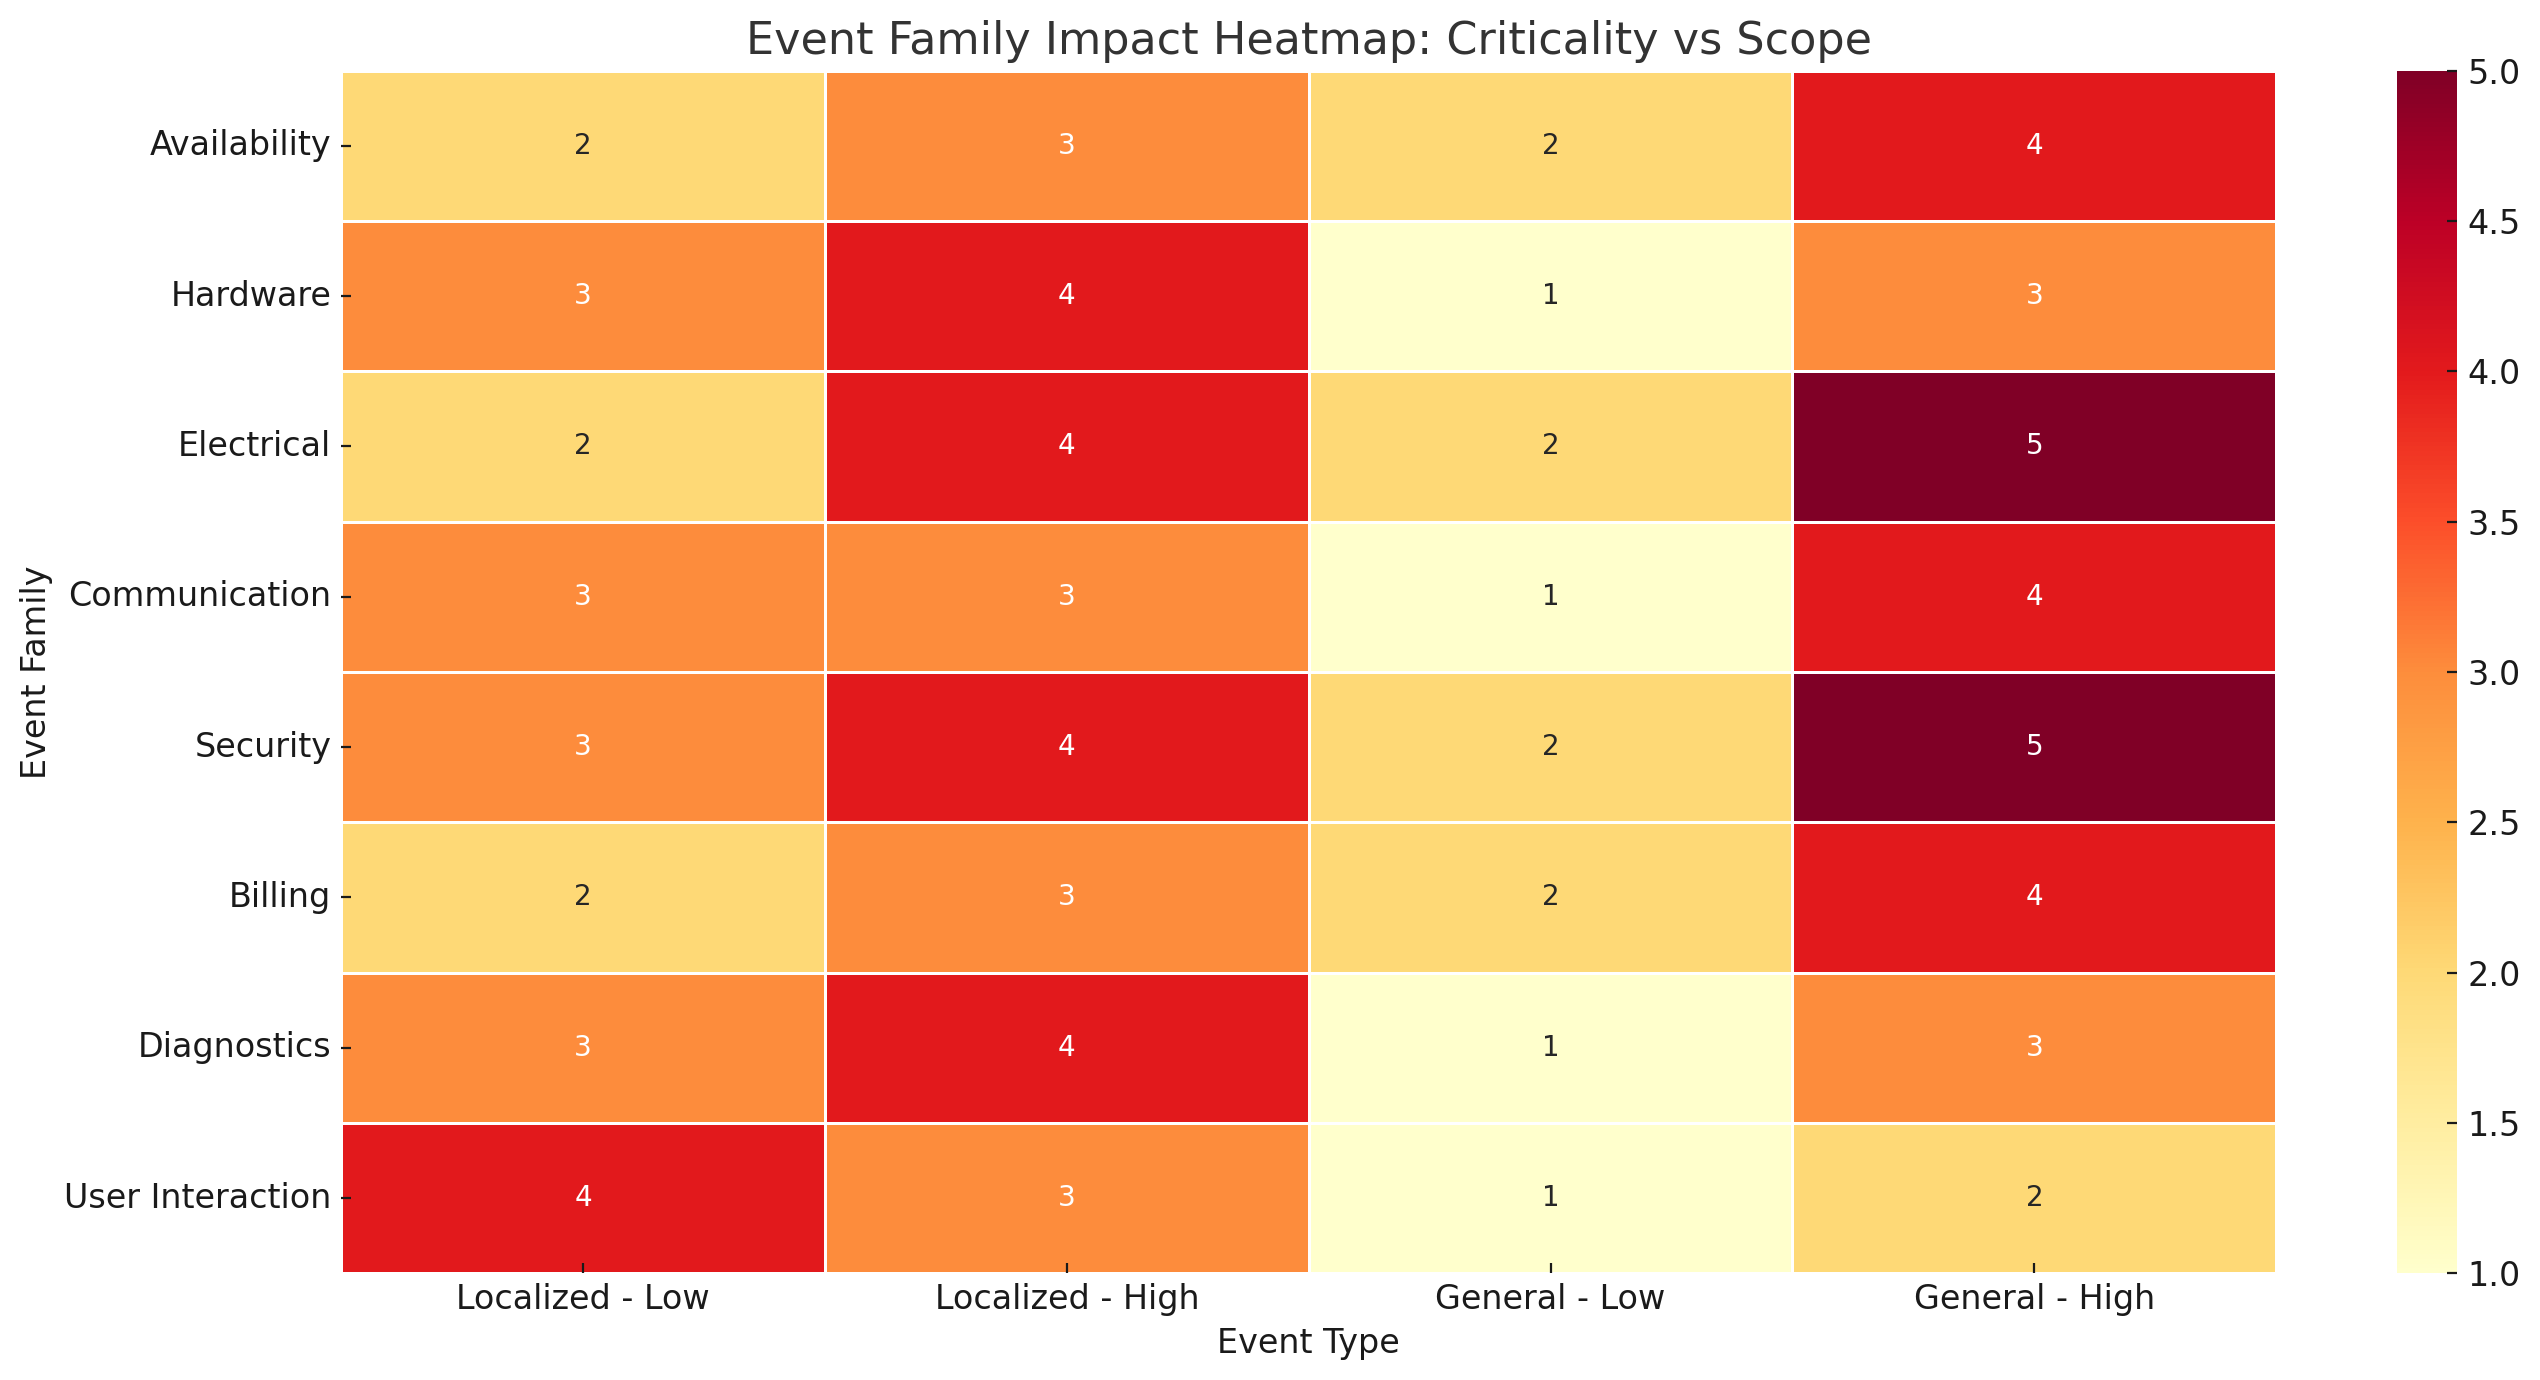 Event Family Impact Heatmap: Criticality vs Scope
Event Family
Availability 2 3 2 4
Hardware 3 4 1 3
Electrical 2 4 2 5
Communication 3 3 1 4
Security 3 4 2 5
Billing 2 3 2 4
Diagnostics 3 4 1 3
User Interaction 4 3 1 2
Localized - Low Localized - High General - Low General - High
Event Type
5.0
4.5
4.0
3.5
3.0
2.5
2.0
1.5
1.0